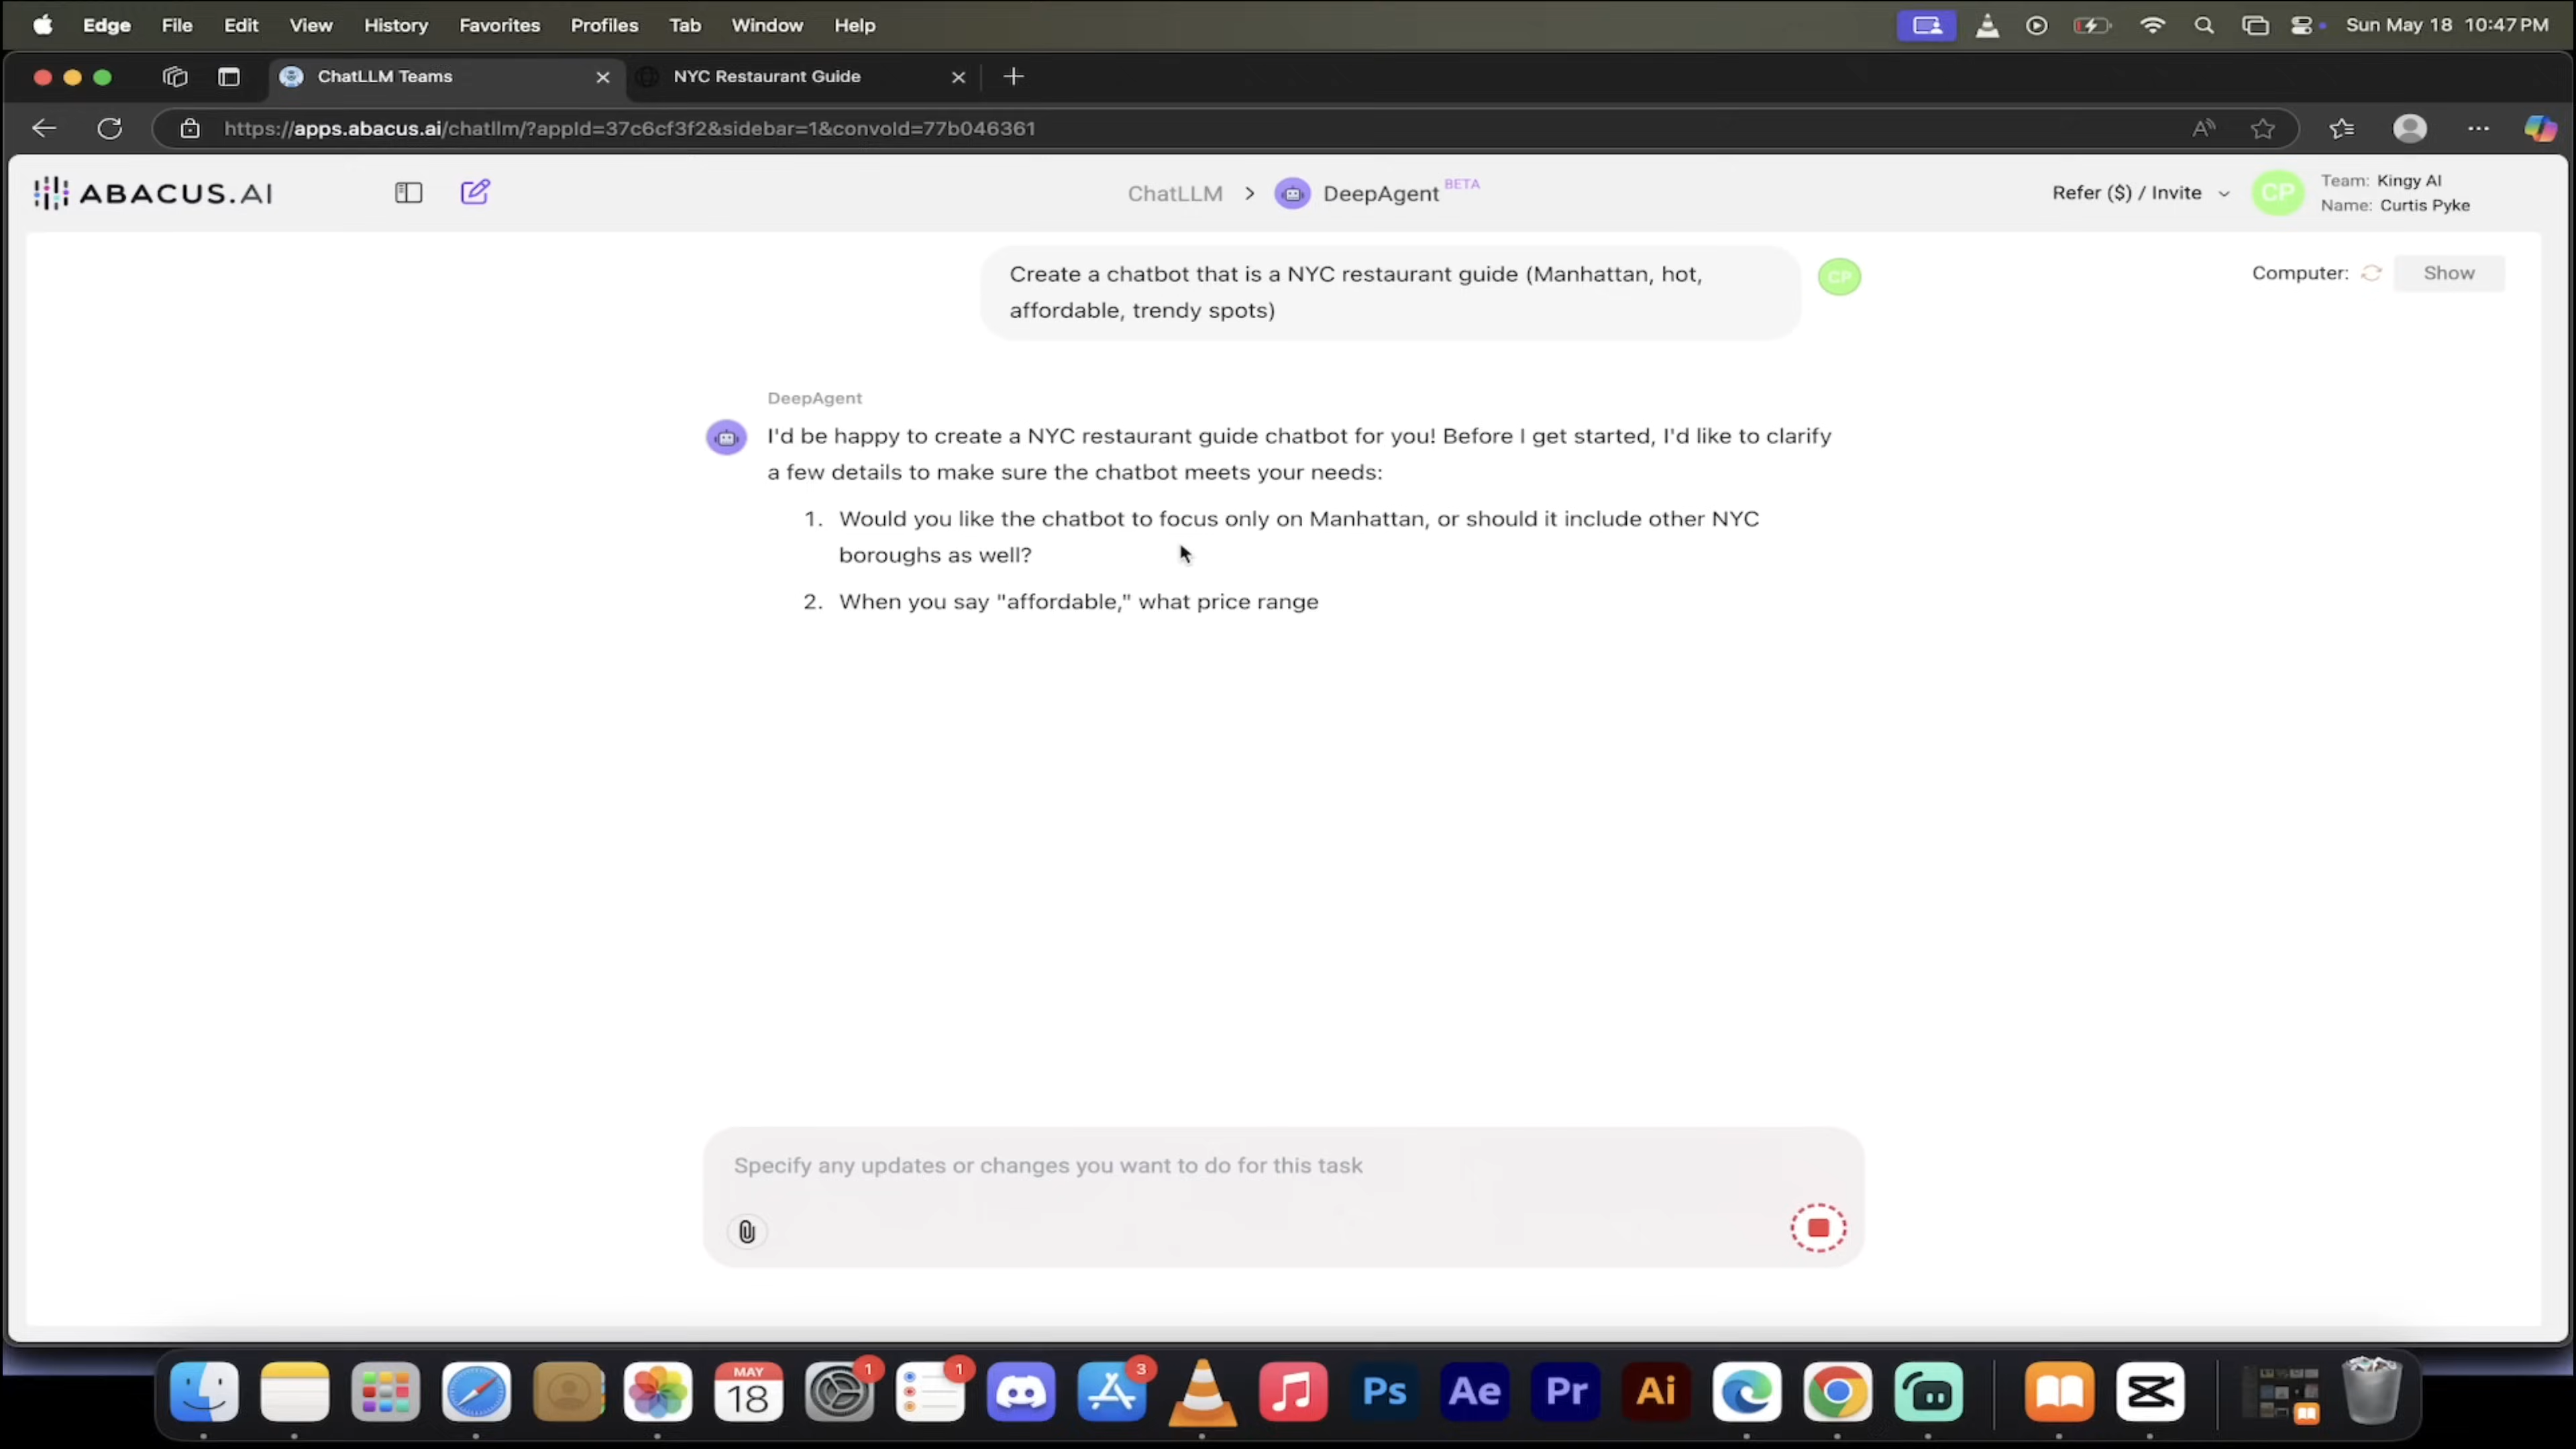 Edge File Edit View History Favorites Profiles Tab Window Help Sun May 18 10:47 PM
ChatLLM Teams NYC Restaurant Guide
https://apps.abacus.ai/chatllm/?appId=37c6cf3f2&sidebar=1&convoId=77b046361
ABACUS.AI ChatLLM > DeepAgent BETA Refer ($) / Invite CP Team: Kingy AI
Name: Curtis Pyke
Create a chatbot that is a NYC restaurant guide (Manhattan, hot,
affordable, trendy spots)
CP
Computer: Show
DeepAgent
I'd be happy to create a NYC restaurant guide chatbot for you! Before I get started, I'd like to clarify
a few details to make sure the chatbot meets your needs:
1. Would you like the chatbot to focus only on Manhattan, or should it include other NYC
boroughs as well?
2. When you say "affordable," what price range
Specify any updates or changes you want to do for this task
MAY
18
1
1
3
Ps Ae Pr Ai